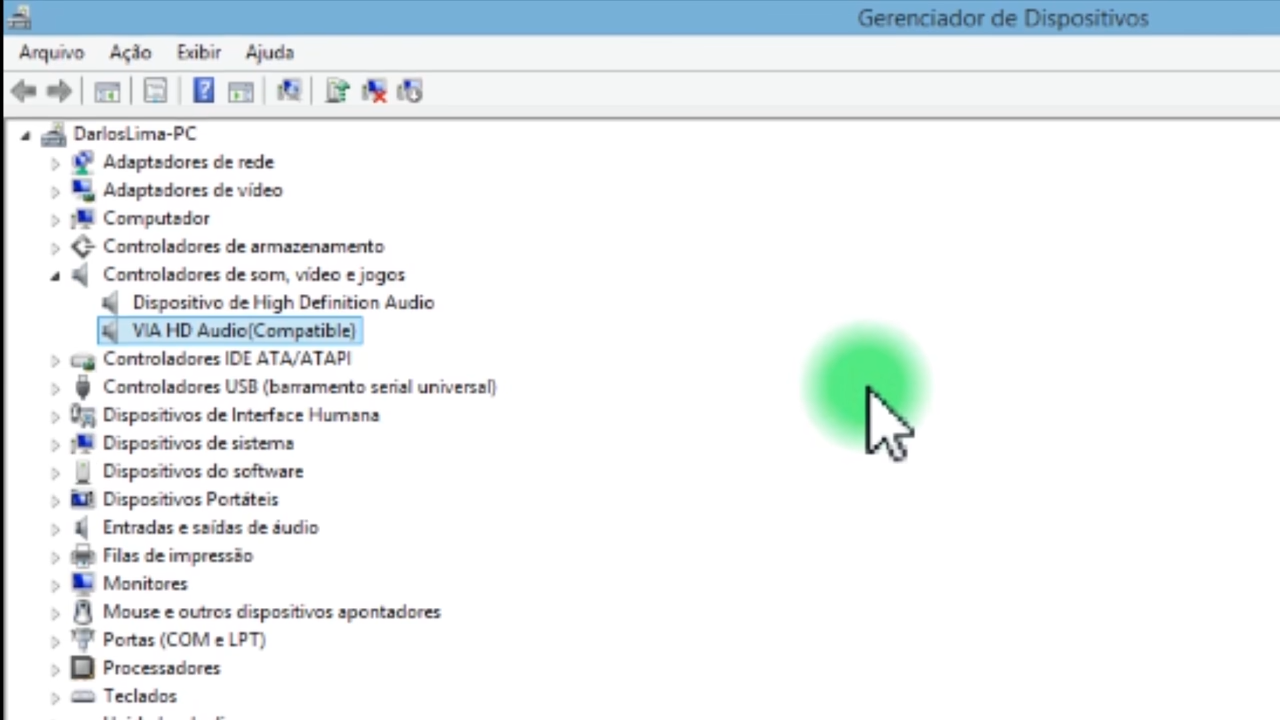 Gerenciador de Dispositivos
Arquivo Ação Exibir Ajuda
DarlosLima-PC
Adaptadores de rede
Adaptadores de vídeo
Computador
Controladores de armazenamento
Controladores de som, vídeo e jogos
Dispositivo de High Definition Audio
VIA HD Audio(Compatible)
Controladores IDE ATA/ATAPI
Controladores USB (barramento serial universal)
Dispositivos de Interface Humana
Dispositivos de sistema
Dispositivos do software
Dispositivos Portáteis
Entradas e saídas de áudio
Filas de impressão
Monitores
Mouse e outros dispositivos apontadores
Portas (COM e LPT)
Processadores
Teclados